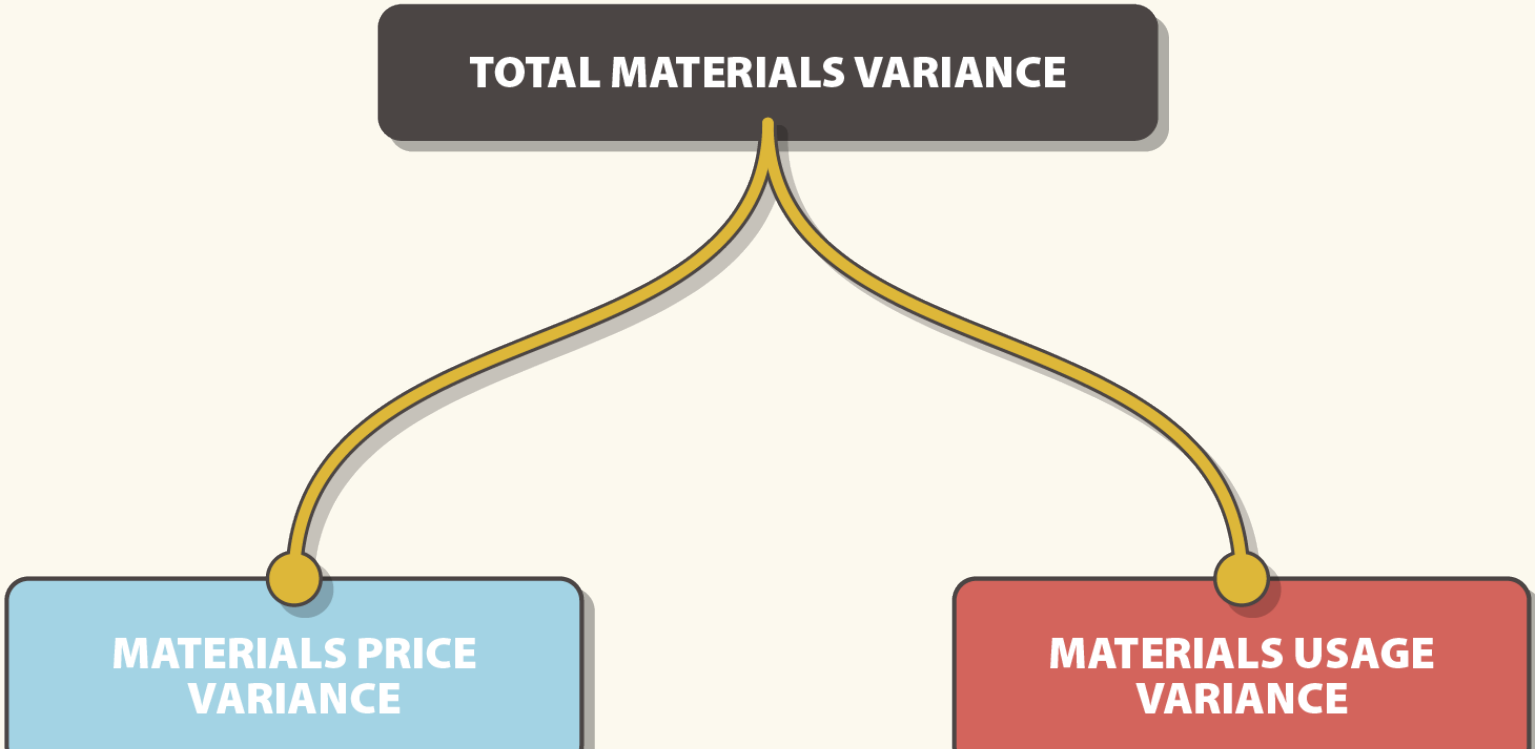 TOTAL MATERIALS VARIANCE
MATERIALS PRICE
VARIANCE
MATERIALS USAGE
VARIANCE